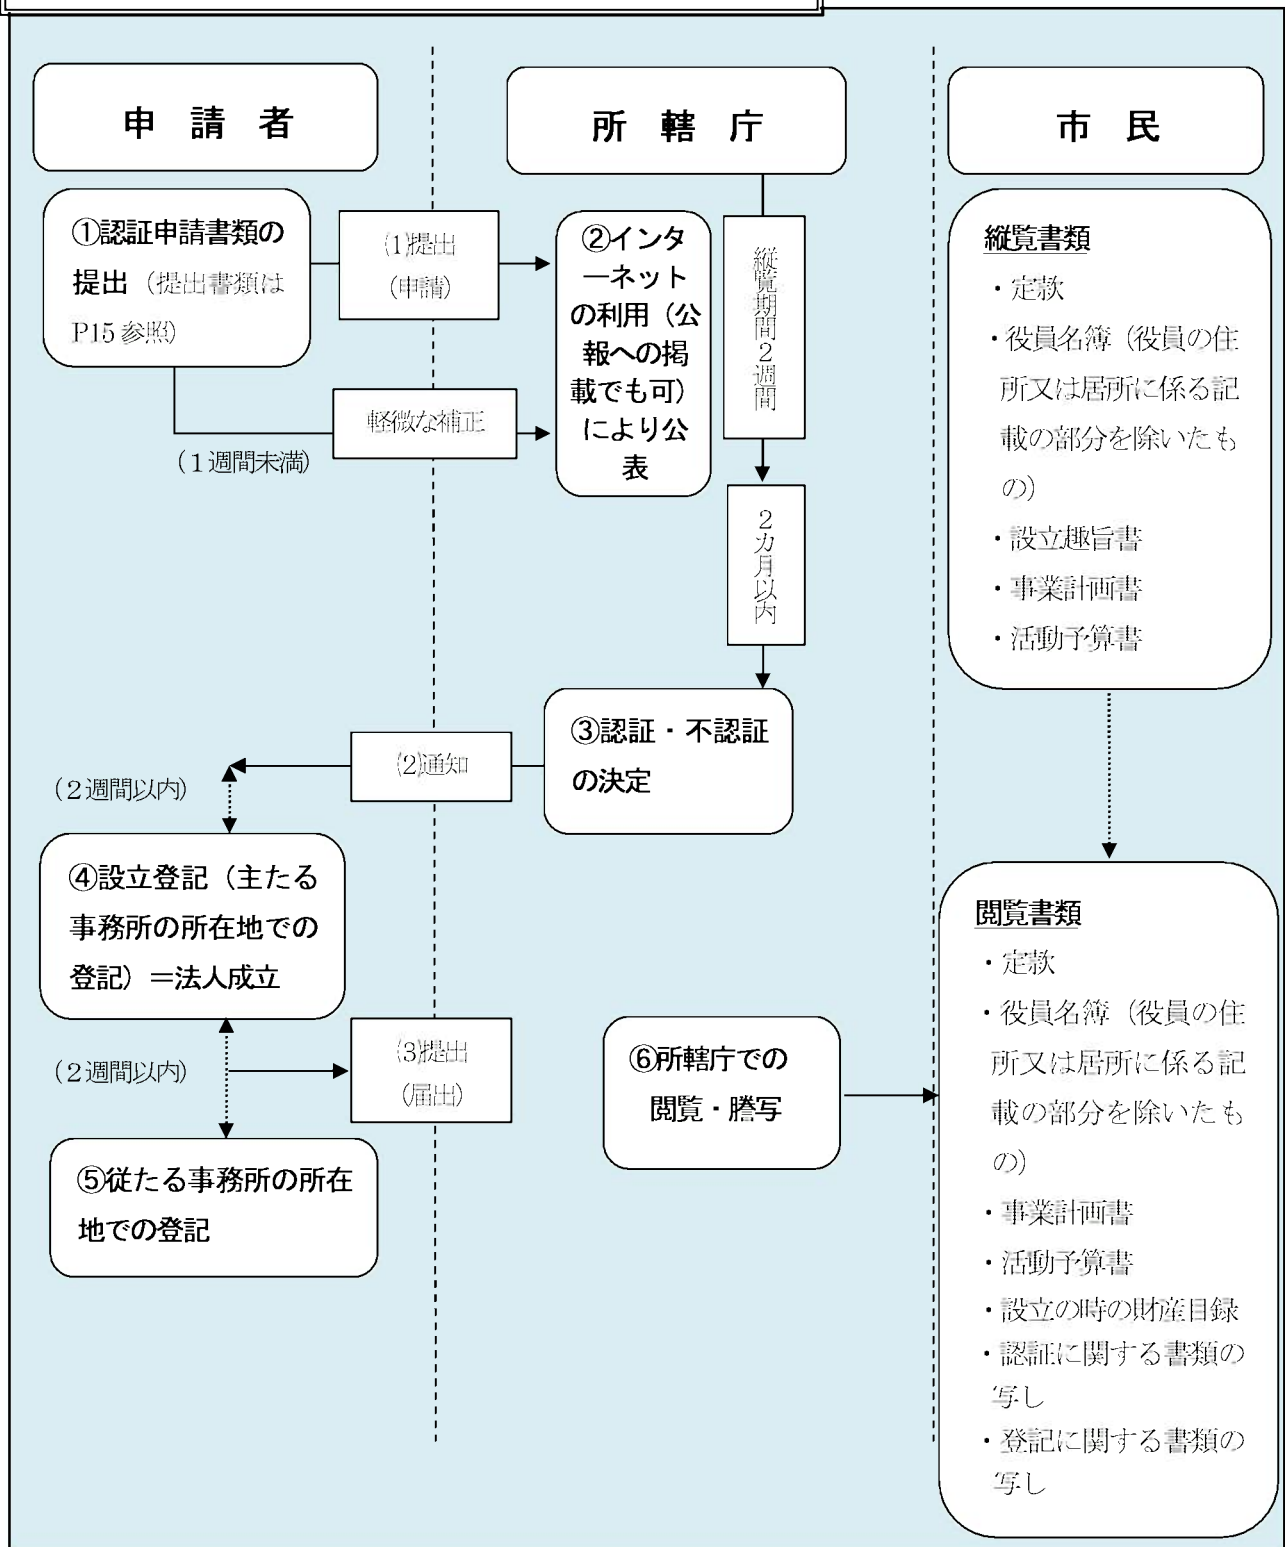 申 請 者
所 轄 庁
市 民
①認証申請書類の
提出（提出書類は
P15 参照）
(1)提出
（申請）
軽微な補正
（１週間未満）
②インタ
ーネット
の利用（公
報への掲
載でも可）
により公
表
縦覧期間２週間
２カ月以内
③認証・不認証
の決定
(2)通知
（２週間以内）
④設立登記（主たる
事務所の所在地での
登記）＝法人成立
（２週間以内）
(3)提出
（届出）
⑤従たる事務所の所在
地での登記
⑥所轄庁での
閲覧・謄写
縦覧書類
・定款
・役員名簿（役員の住
所又は居所に係る記
載の部分を除いたも
の）
・設立趣旨書
・事業計画書
・活動予算書
閲覧書類
・定款
・役員名簿（役員の住
所又は居所に係る記
載の部分を除いたも
の）
・事業計画書
・活動予算書
・設立の時の財産目録
・認証に関する書類の
写し
・登記に関する書類の
写し